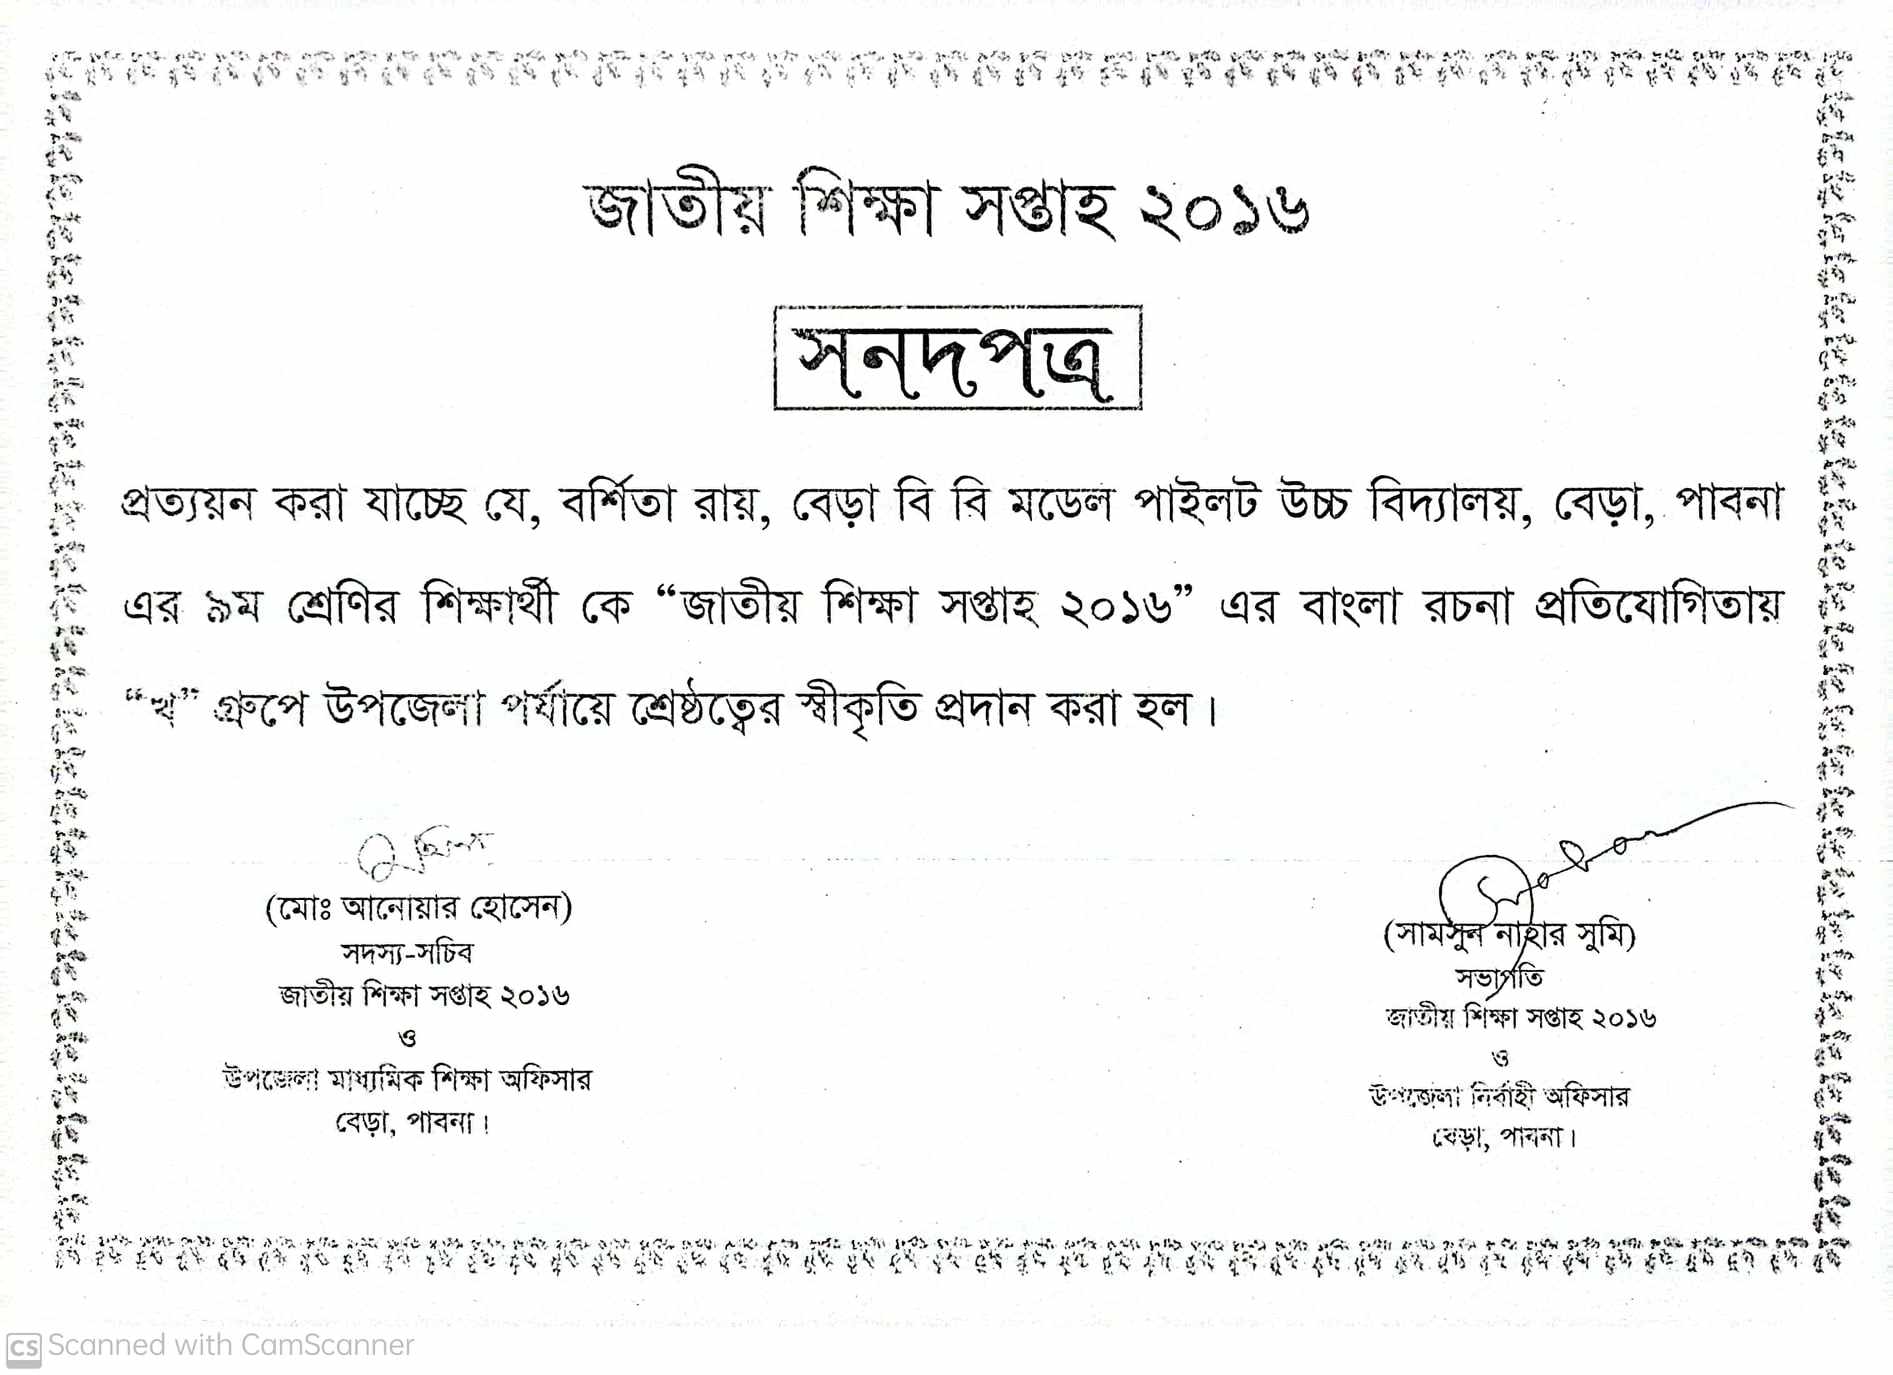 জাতীয় শিক্ষা সপ্তাহ ২০১৬
সনদপত্র
প্রত্যয়ন করা যাচ্ছে যে, বর্শিতা রায়, বেড়া বি বি মডেল পাইলট উচ্চ বিদ্যালয়, বেড়া, পাবনা
এর ৯ম শ্রেণির শিক্ষার্থী কে “জাতীয় শিক্ষা সপ্তাহ ২০১৬” এর বাংলা রচনা প্রতিযোগিতায়
“খ” গ্রুপে উপজেলা পর্যায়ে শ্রেষ্ঠত্বের স্বীকৃতি প্রদান করা হল।
(মোঃ আনোয়ার হোসেন)
সদস্য-সচিব
জাতীয় শিক্ষা সপ্তাহ ২০১৬
ও
উপজেলা মাধ্যমিক শিক্ষা অফিসার
বেড়া, পাবনা।
(সামসুন নাহার সুমি)
সভাপতি
জাতীয় শিক্ষা সপ্তাহ ২০১৬
ও
উপজেলা নির্বাহী অফিসার
বেড়া, পাবনা।
CS Scanned with CamScanner